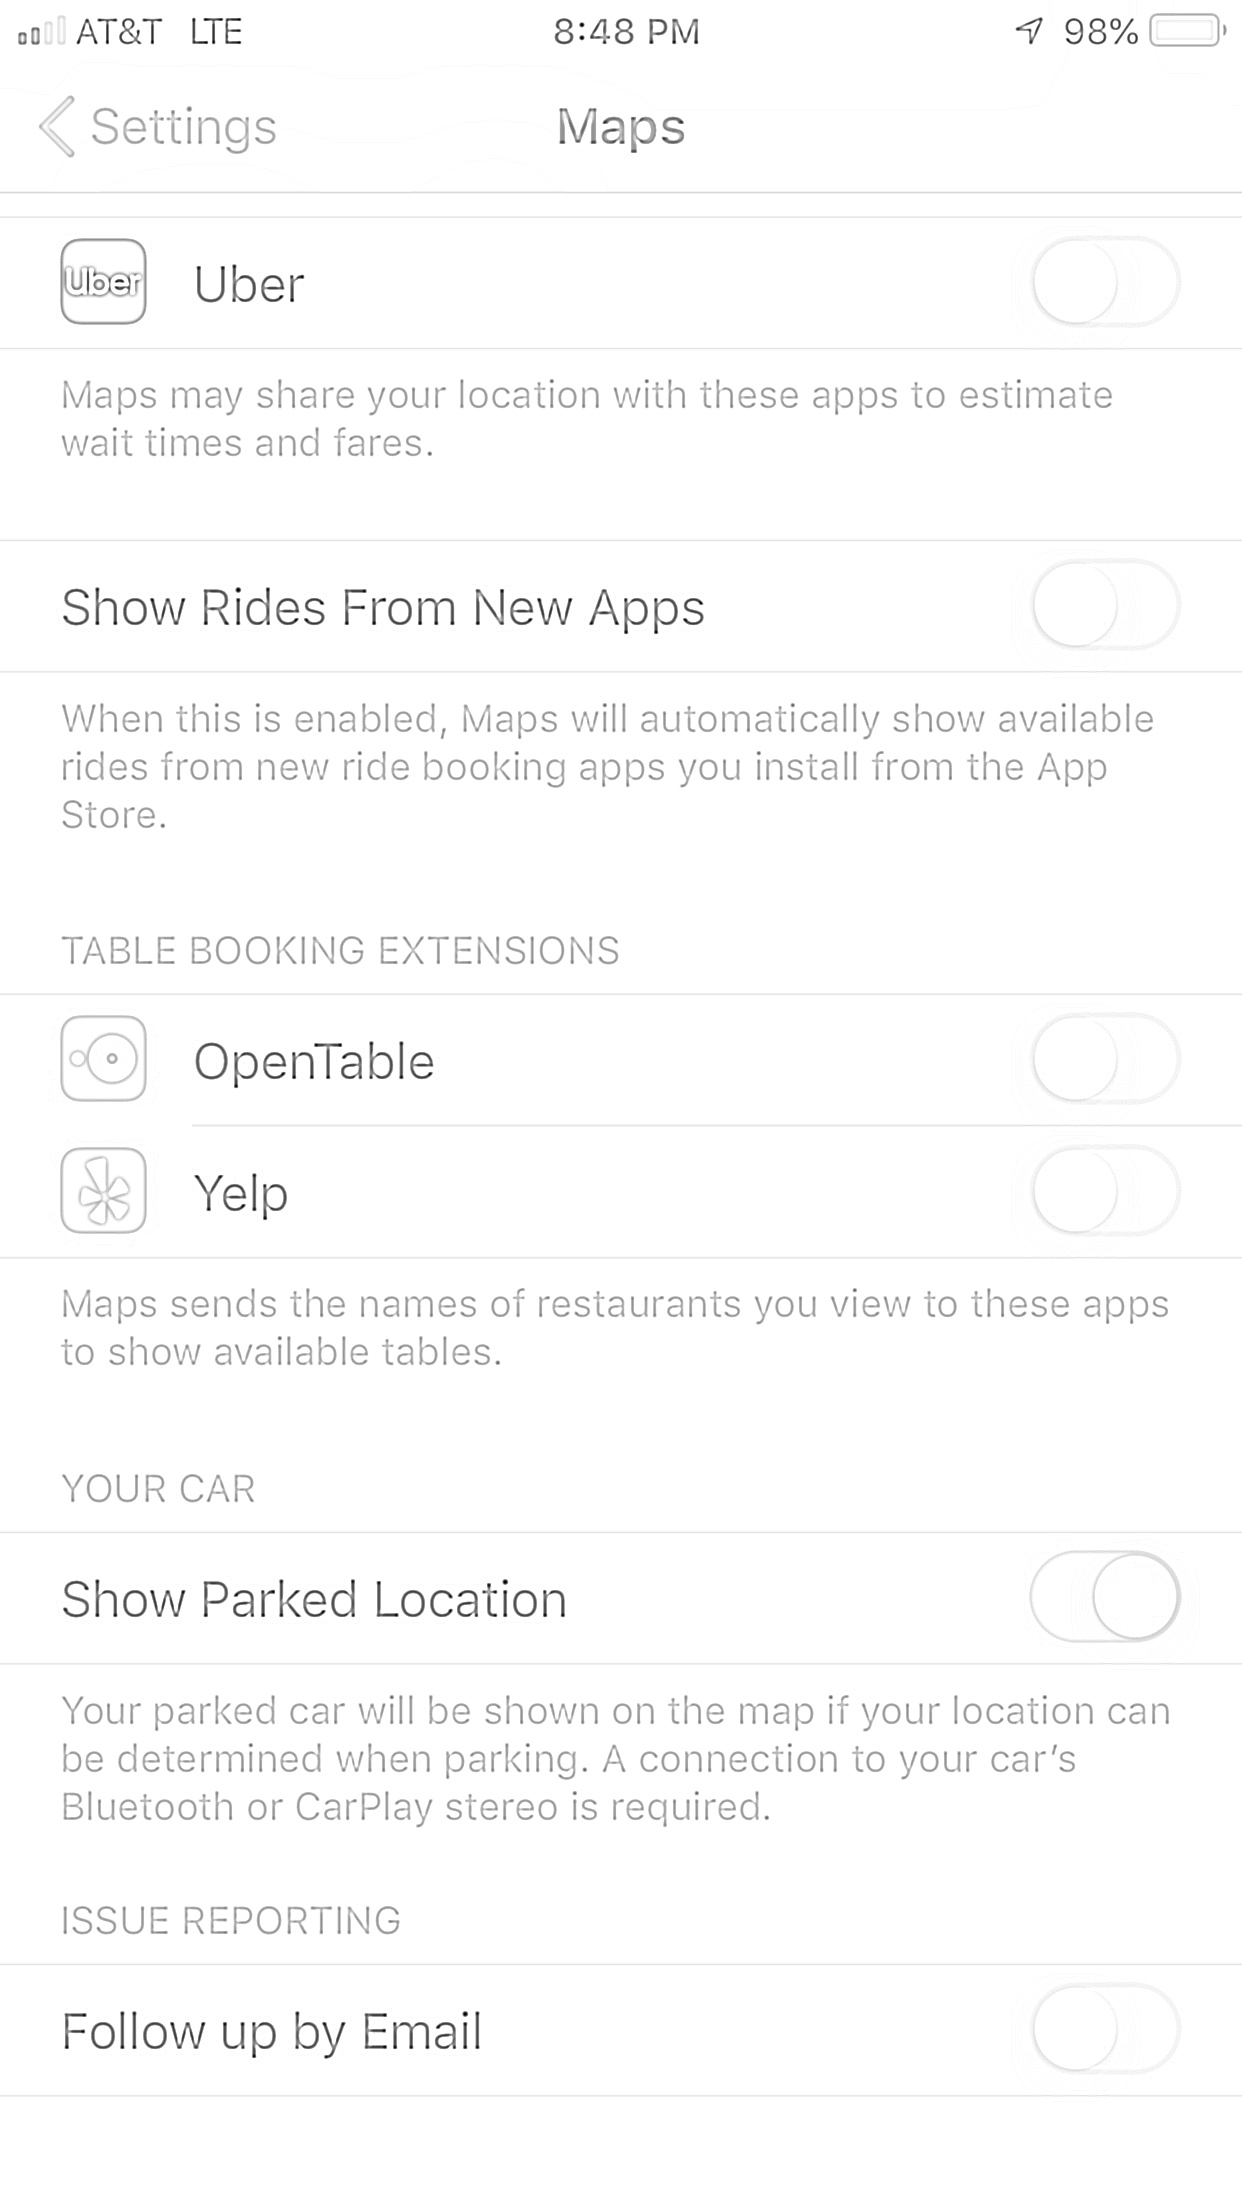 AT&T LTE 8:48 PM 98%
Settings Maps
Uber Uber
Maps may share your location with these apps to estimate
wait times and fares.
Show Rides From New Apps
When this is enabled, Maps will automatically show available
rides from new ride booking apps you install from the App
Store.
TABLE BOOKING EXTENSIONS
OpenTable
Yelp
Maps sends the names of restaurants you view to these apps
to show available tables.
YOUR CAR
Show Parked Location
Your parked car will be shown on the map if your location can
be determined when parking. A connection to your car’s
Bluetooth or CarPlay stereo is required.
ISSUE REPORTING
Follow up by Email